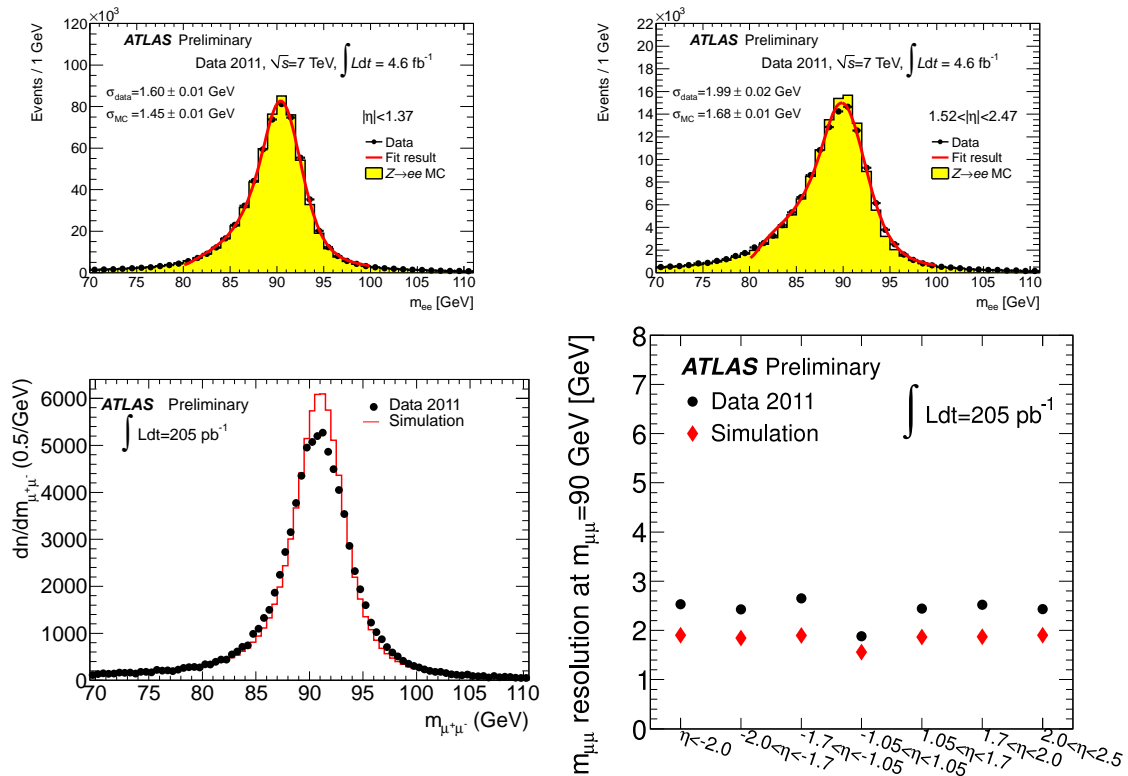 ×10³
ATLAS Preliminary
Data 2011, √s=7 TeV, ∫Ldt = 4.6 fb⁻¹
σdata=1.60 ± 0.01 GeV
σMC=1.45 ± 0.01 GeV
|η|<1.37
Data
Fit result
Z→ee MC
Events / 1 GeV
120
100
80
60
40
20
0
70 75 80 85 90 95 100 105 110
mee [GeV]
×10³
ATLAS Preliminary
Data 2011, √s=7 TeV, ∫Ldt = 4.6 fb⁻¹
σdata=1.99 ± 0.02 GeV
σMC=1.68 ± 0.01 GeV
1.52<|η|<2.47
Data
Fit result
Z→ee MC
Events / 1 GeV
22
20
18
16
14
12
10
8
6
4
2
0
70 75 80 85 90 95 100 105 110
mee [GeV]
ATLAS Preliminary
∫ Ldt=205 pb⁻¹
Data 2011
Simulation
dn/dmμ⁺μ⁻ (0.5/GeV)
6000
5000
4000
3000
2000
1000
0
70 75 80 85 90 95 100 105 110
mμ⁺μ⁻ (GeV)
ATLAS Preliminary
Data 2011
Simulation
∫ Ldt=205 pb⁻¹
mμμ resolution at mμμ=90 GeV [GeV]
8
7
6
5
4
3
2
1
0
η<-2.0
-2.0<η<-1.7
-1.7<η<-1.05
-1.05<η<1.05
1.05<η<1.7
1.7<η<2.0
2.0<η<2.5